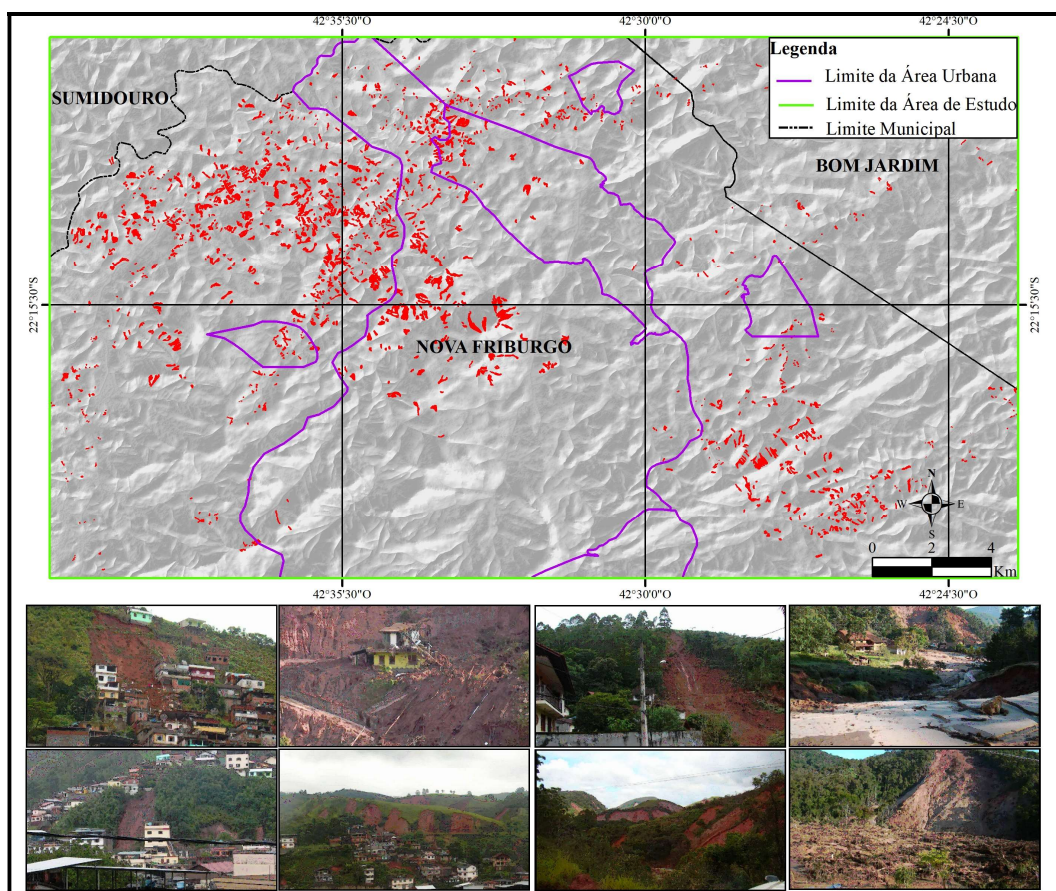 42°35'30"O
42°30'0"O
42°24'30"O
Legenda
Limite da Área Urbana
Limite da Área de Estudo
Limite Municipal
SUMIDOURO
BOM JARDIM
22°15'30"S
22°15'30"S
NOVA FRIBURGO
N
W
E
S
0
2
4
Km
42°35'30"O
42°30'0"O
42°24'30"O